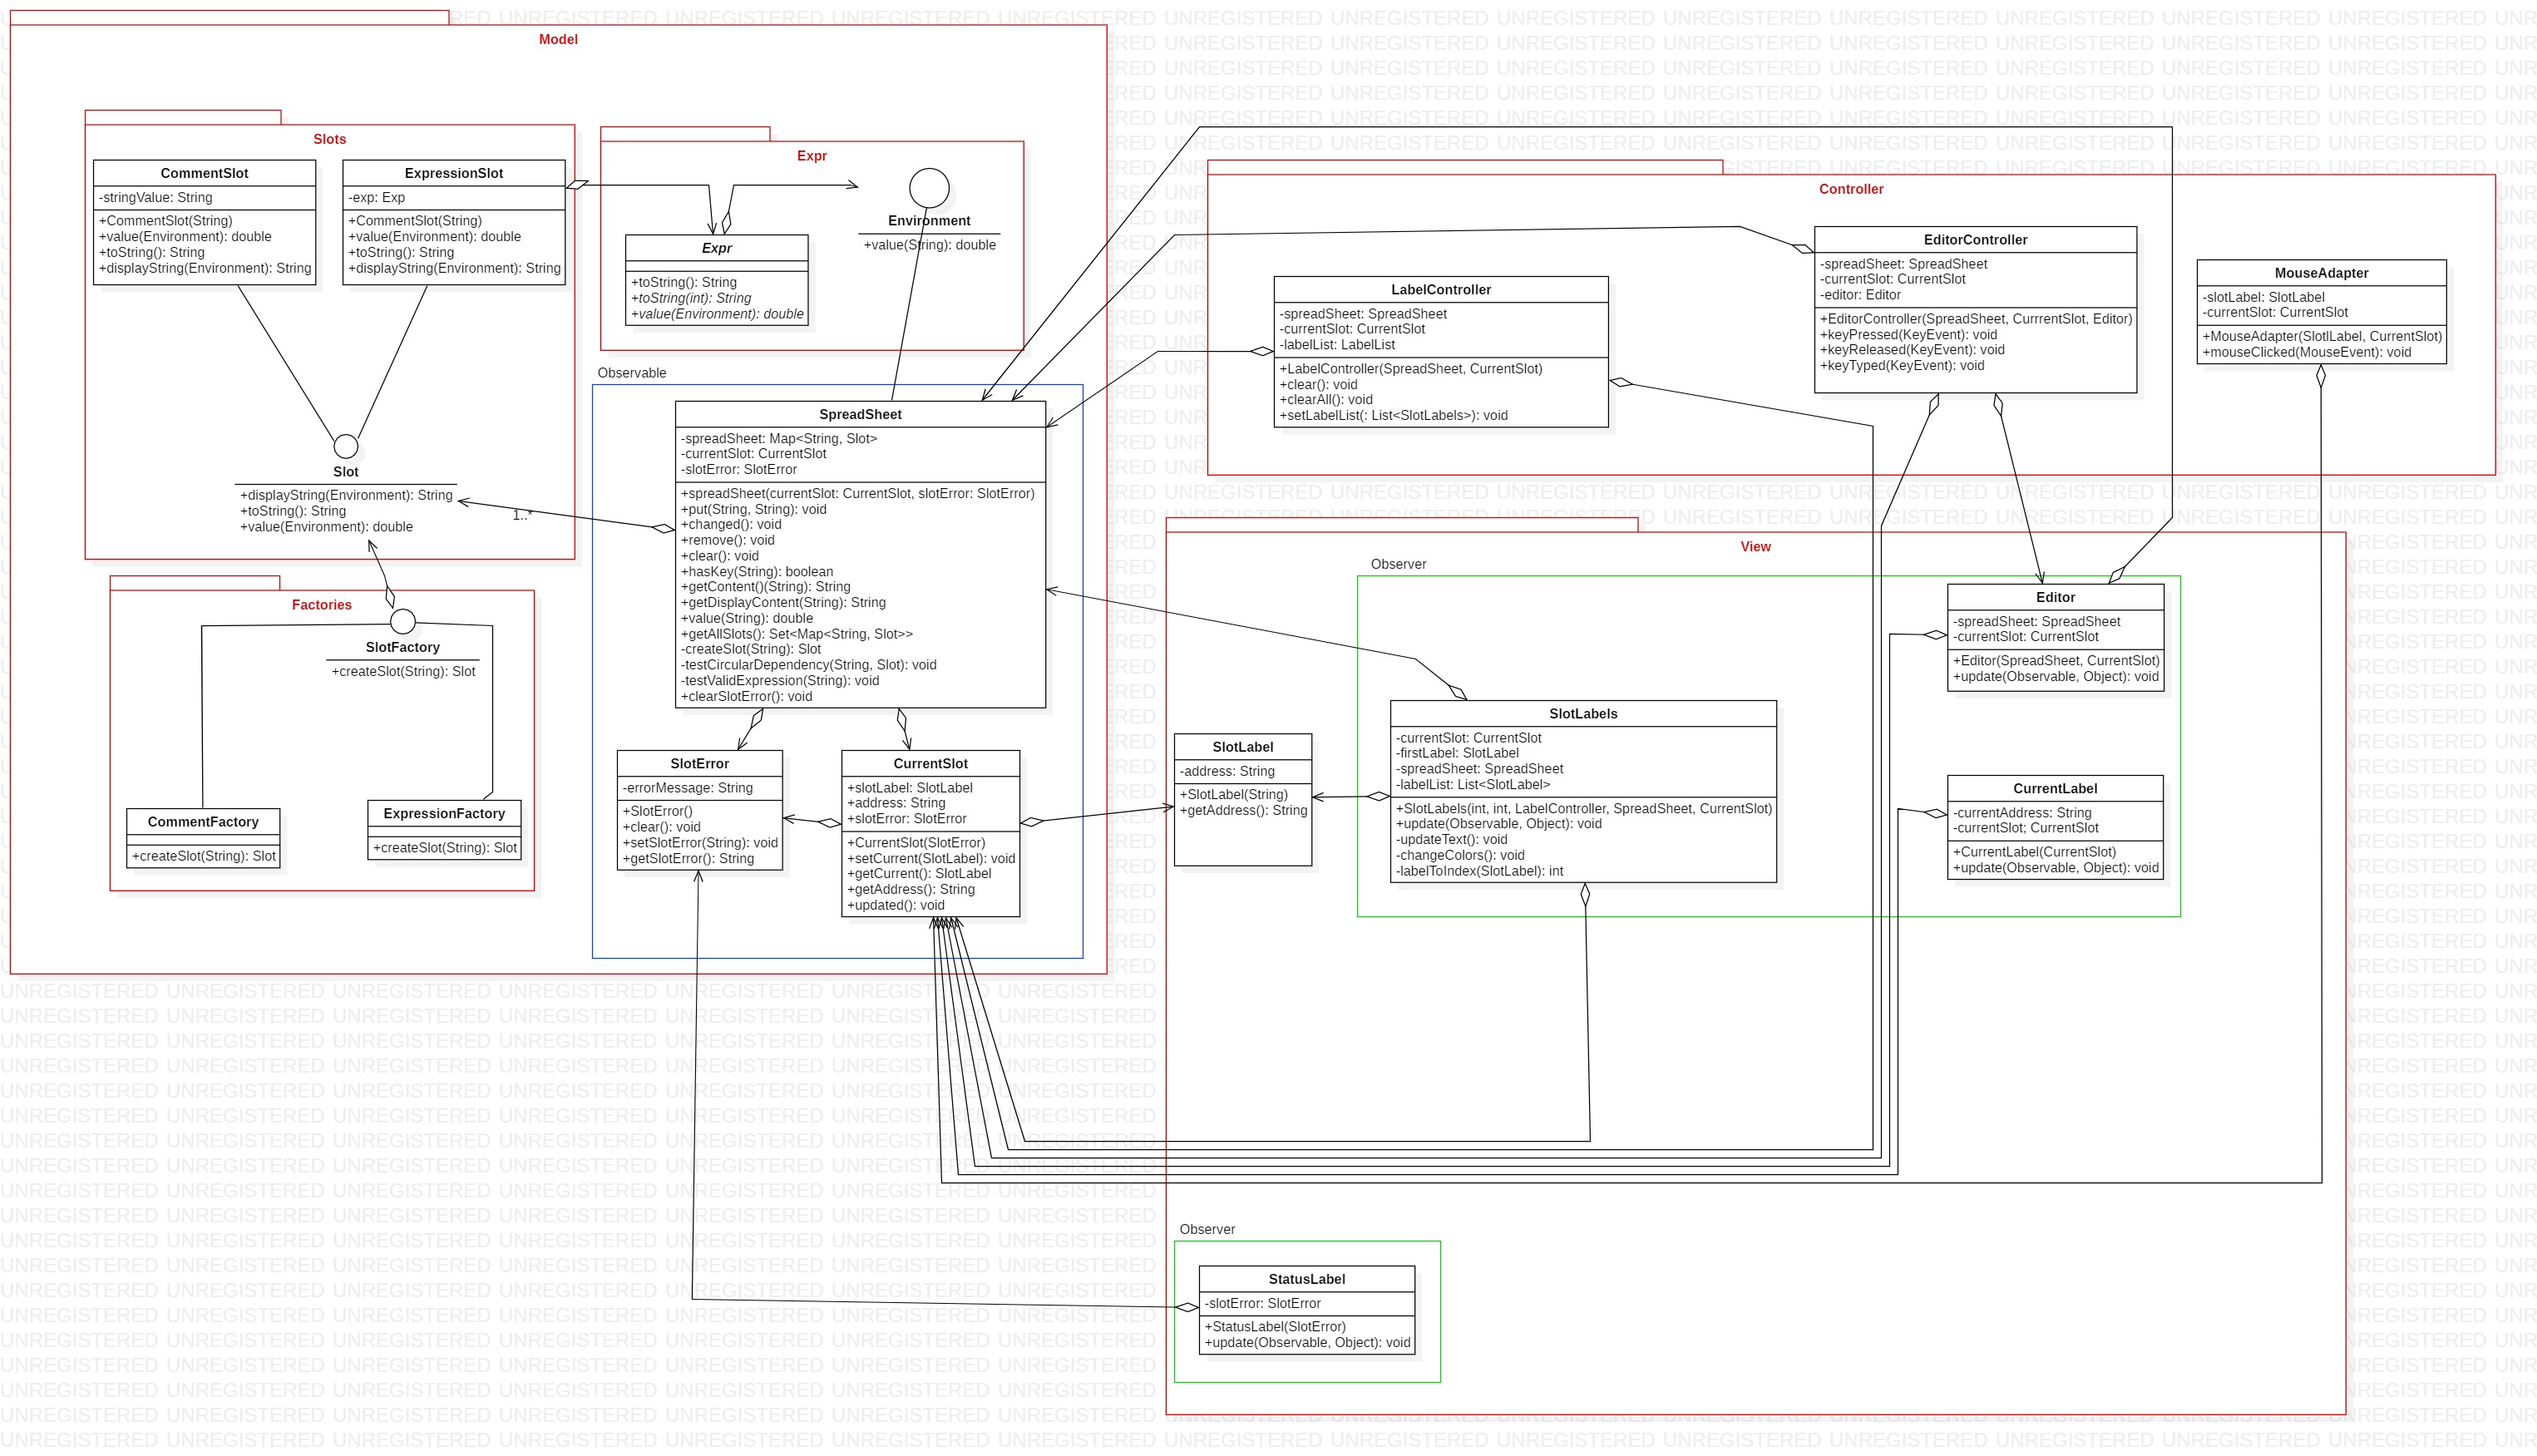 Model
Slots
CommentSlot
-stringValue: String
+CommentSlot(String)
+value(Environment): double
+toString(): String
+displayString(Environment): String
ExpressionSlot
-exp: Exp
+CommentSlot(String)
+value(Environment): double
+toString(): String
+displayString(Environment): String
Slot
+displayString(Environment): String
+toString(): String
+value(Environment): double
1..*
Expr
Expr
+toString(): String
+toString(int): String
+value(Environment): double
Environment
+value(String): double
Factories
SlotFactory
+createSlot(String): Slot
CommentFactory
+createSlot(String): Slot
ExpressionFactory
+createSlot(String): Slot
Observable
SpreadSheet
-spreadSheet: Map<String, Slot>
-currentSlot: CurrentSlot
-slotError: SlotError
+spreadSheet(currentSlot: CurrentSlot, slotError: SlotError)
+put(String, String): void
+changed(): void
+remove(): void
+clear(): void
+hasKey(String): boolean
+getContent()(String): String
+getDisplayContent(String): String
+value(String): double
+getAllSlots(): Set<Map<String, Slot>>
-createSlot(String): Slot
-testCircularDependency(String, Slot): void
-testValidExpression(String): void
+clearSlotError(): void
SlotError
-errorMessage: String
+SlotError()
+clear(): void
+setSlotError(String): void
+getSlotError(): String
CurrentSlot
+slotLabel: SlotLabel
+address: String
+slotError: SlotError
+CurrentSlot(SlotError)
+setCurrent(SlotLabel): void
+getCurrent(): SlotLabel
+getAddress(): String
+updated(): void
Controller
LabelController
-spreadSheet: SpreadSheet
-currentSlot: CurrentSlot
-labelList: LabelList
+LabelController(SpreadSheet, CurrentSlot)
+clear(): void
+clearAll(): void
+setLabelList(: List<SlotLabels>): void
EditorController
-spreadSheet: SpreadSheet
-currentSlot: CurrentSlot
-editor: Editor
+EditorController(SpreadSheet, CurrrentSlot, Editor)
+keyPressed(KeyEvent): void
+keyReleased(KeyEvent): void
+keyTyped(KeyEvent): void
MouseAdapter
-slotLabel: SlotLabel
-currentSlot: CurrentSlot
+MouseAdapter(SlotlLabel, CurrentSlot)
+mouseClicked(MouseEvent): void
View
Observer
SlotLabel
-address: String
+SlotLabel(String)
+getAddress(): String
SlotLabels
-currentSlot: CurrentSlot
-firstLabel: SlotLabel
-spreadSheet: SpreadSheet
-labelList: List<SlotLabel>
+SlotLabels(int, int, LabelController, SpreadSheet, CurrentSlot)
+update(Observable, Object): void
-updateText(): void
-changeColors(): void
-labelToIndex(SlotLabel): int
Editor
-spreadSheet: SpreadSheet
-currentSlot: CurrentSlot
+Editor(SpreadSheet, CurrentSlot)
+update(Observable, Object): void
CurrentLabel
-currentAddress: String
-currentSlot; CurrentSlot
+CurrentLabel(CurrentSlot)
+update(Observable, Object): void
Observer
StatusLabel
-slotError: SlotError
+StatusLabel(SlotError)
+update(Observable, Object): void